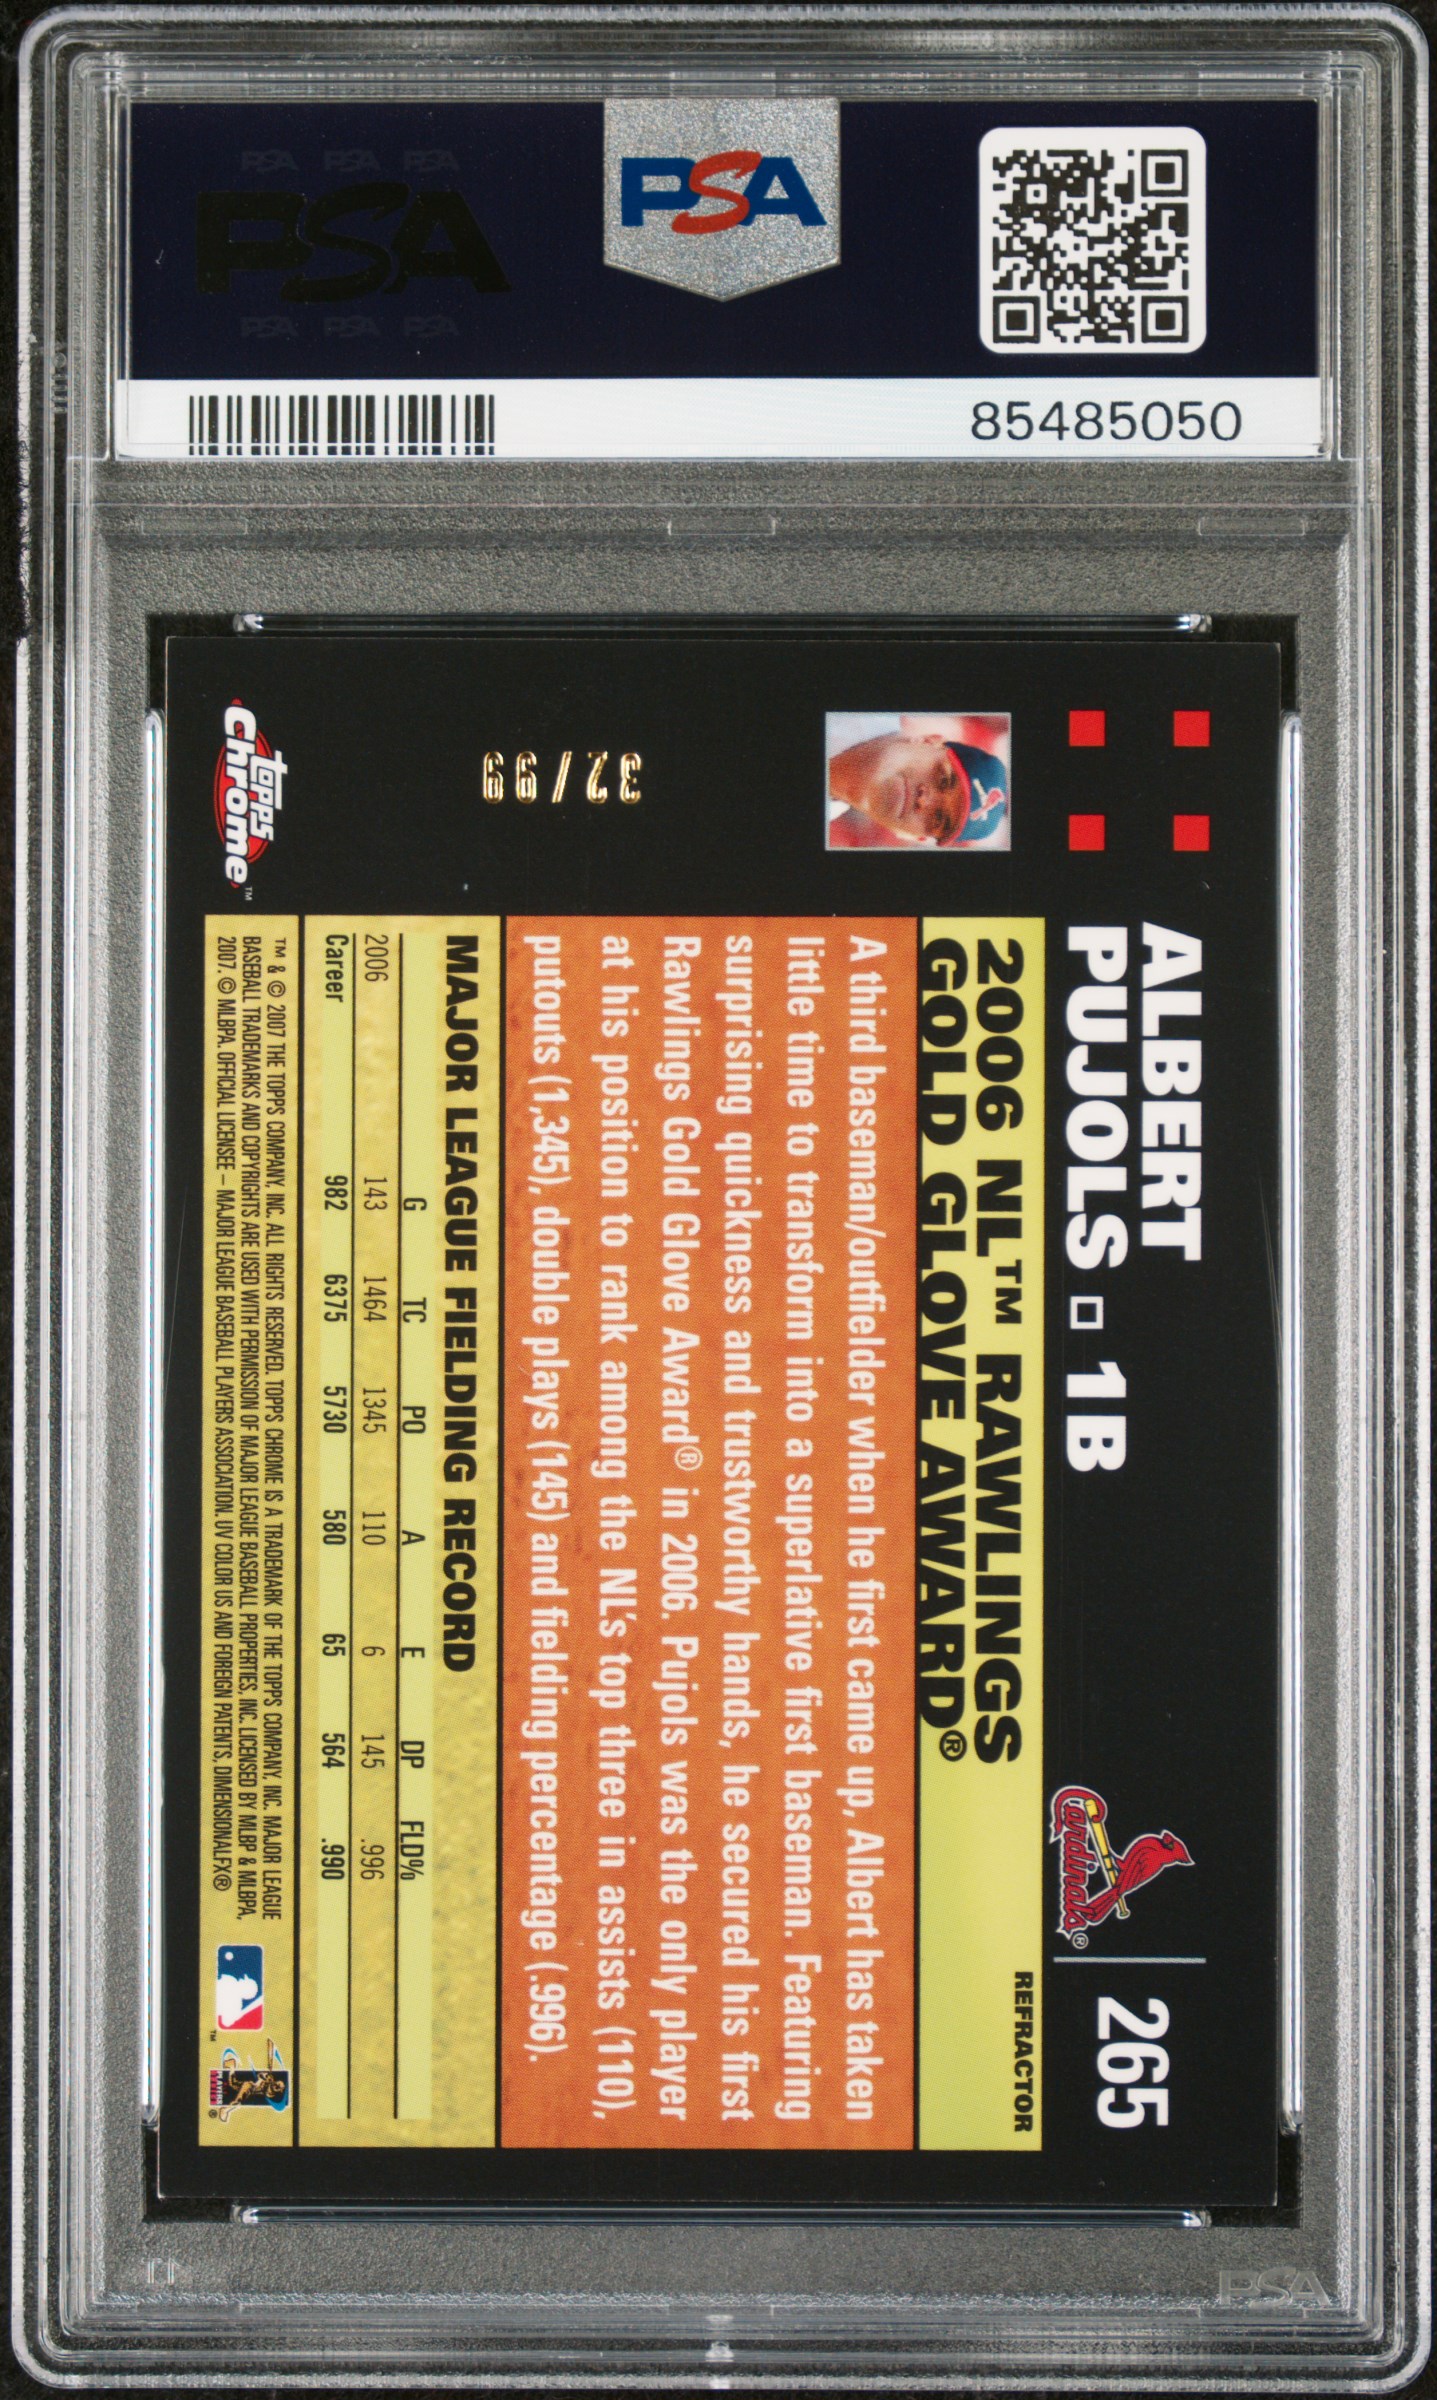 PSA PSA PSA
PSA
PSA PSA PSA
PSA
85485050
ALBERT
PUJOLS □ 1B
Cardinals®
265
REFRACTOR
2006 NL™ RAWLINGS
GOLD GLOVE AWARD®
A third baseman/outfielder when he first came up, Albert has taken
little time to transform into a superlative first baseman. Featuring
surprising quickness and trustworthy hands, he secured his first
Rawlings Gold Glove Award® in 2006. Pujols was the only player
at his position to rank among the NL's top three in assists (110),
putouts (1,345), double plays (145) and fielding percentage (.996).
32/99
MAJOR LEAGUE FIELDING RECORD
G TC PO A E DP FLD%
2006 143 1464 1345 110 6 145 .996
Career 982 6375 5730 580 65 564 .990
Topps
Chrome™
™ & © 2007 THE TOPPS COMPANY, INC. ALL RIGHTS RESERVED. TOPPS CHROME IS A TRADEMARK OF THE TOPPS COMPANY, INC. MAJOR LEAGUE
BASEBALL TRADEMARKS AND COPYRIGHTS ARE USED WITH PERMISSION OF MAJOR LEAGUE BASEBALL PROPERTIES, INC. LICENSED BY MLBP & MLBPA,
2007. © MLBPA. OFFICIAL LICENSEE – MAJOR LEAGUE BASEBALL PLAYERS ASSOCIATION. UV COLOR US AND FOREIGN PATENTS, DIMENSIONALFX®
PSA